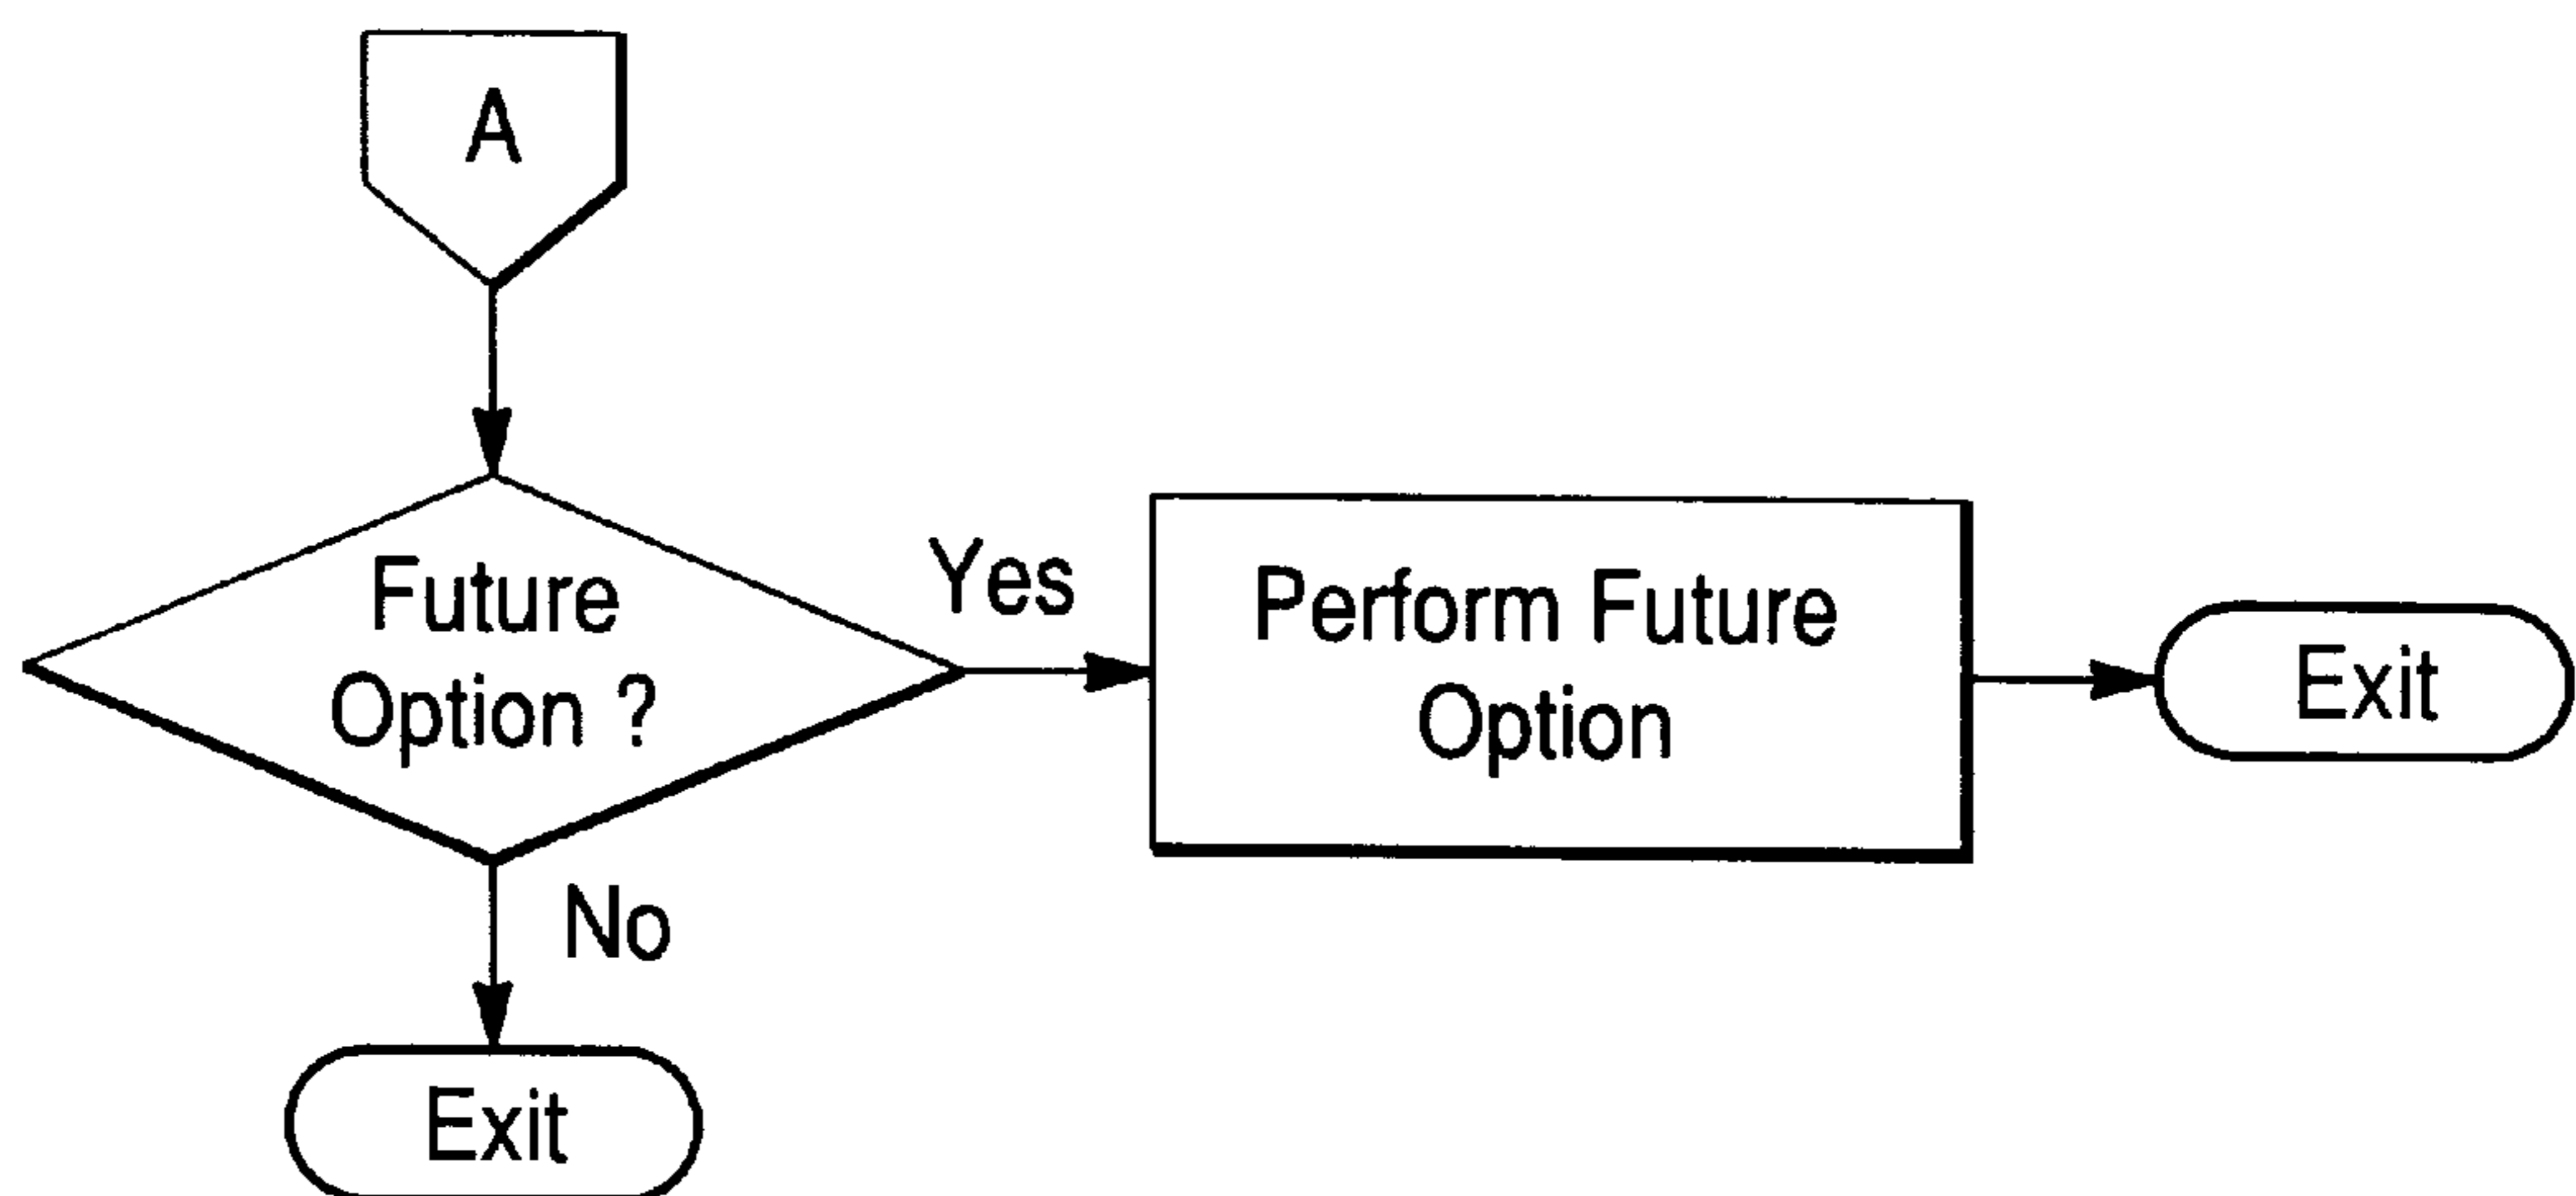 A
Future
Option ?
Yes
Perform Future
Option
Exit
No
Exit